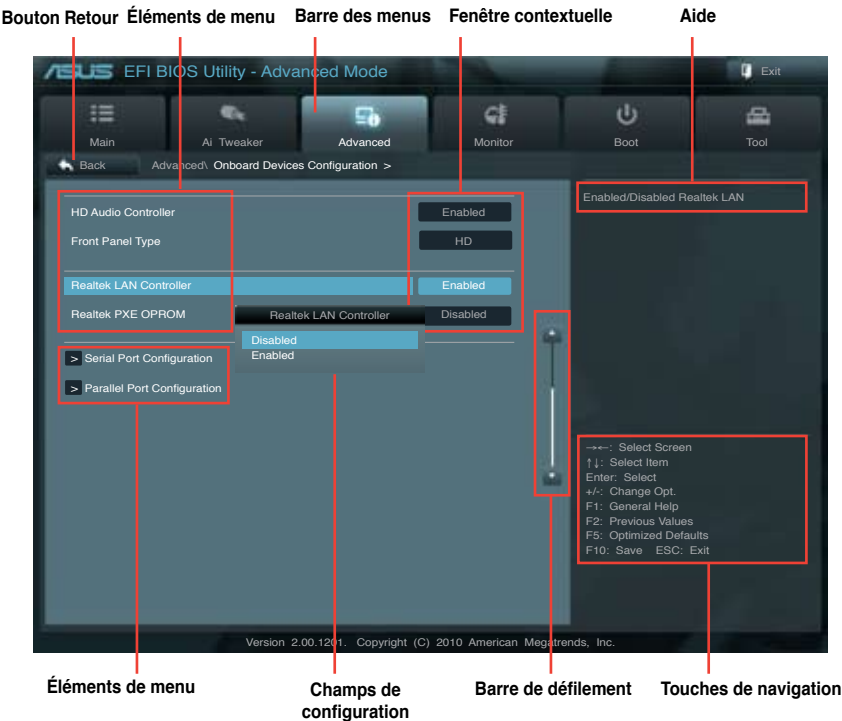 Bouton Retour Éléments de menu Barre des menus Fenêtre contextuelle Aide
ASUS EFI BIOS Utility - Advanced Mode Exit
Main Ai Tweaker Advanced Monitor Boot Tool
Back Advanced\ Onboard Devices Configuration >
HD Audio Controller Enabled
Enabled/Disabled Realtek LAN
Front Panel Type HD
Realtek LAN Controller Enabled
Realtek PXE OPROM Disabled
Realtek LAN Controller
Disabled
Enabled
> Serial Port Configuration
> Parallel Port Configuration
→←: Select Screen
↑↓: Select Item
Enter: Select
+/-: Change Opt.
F1: General Help
F2: Previous Values
F5: Optimized Defaults
F10: Save ESC: Exit
Version 2.00.1201. Copyright (C) 2010 American Megatrends, Inc.
Éléments de menu
Champs de
configuration
Barre de défilement
Touches de navigation